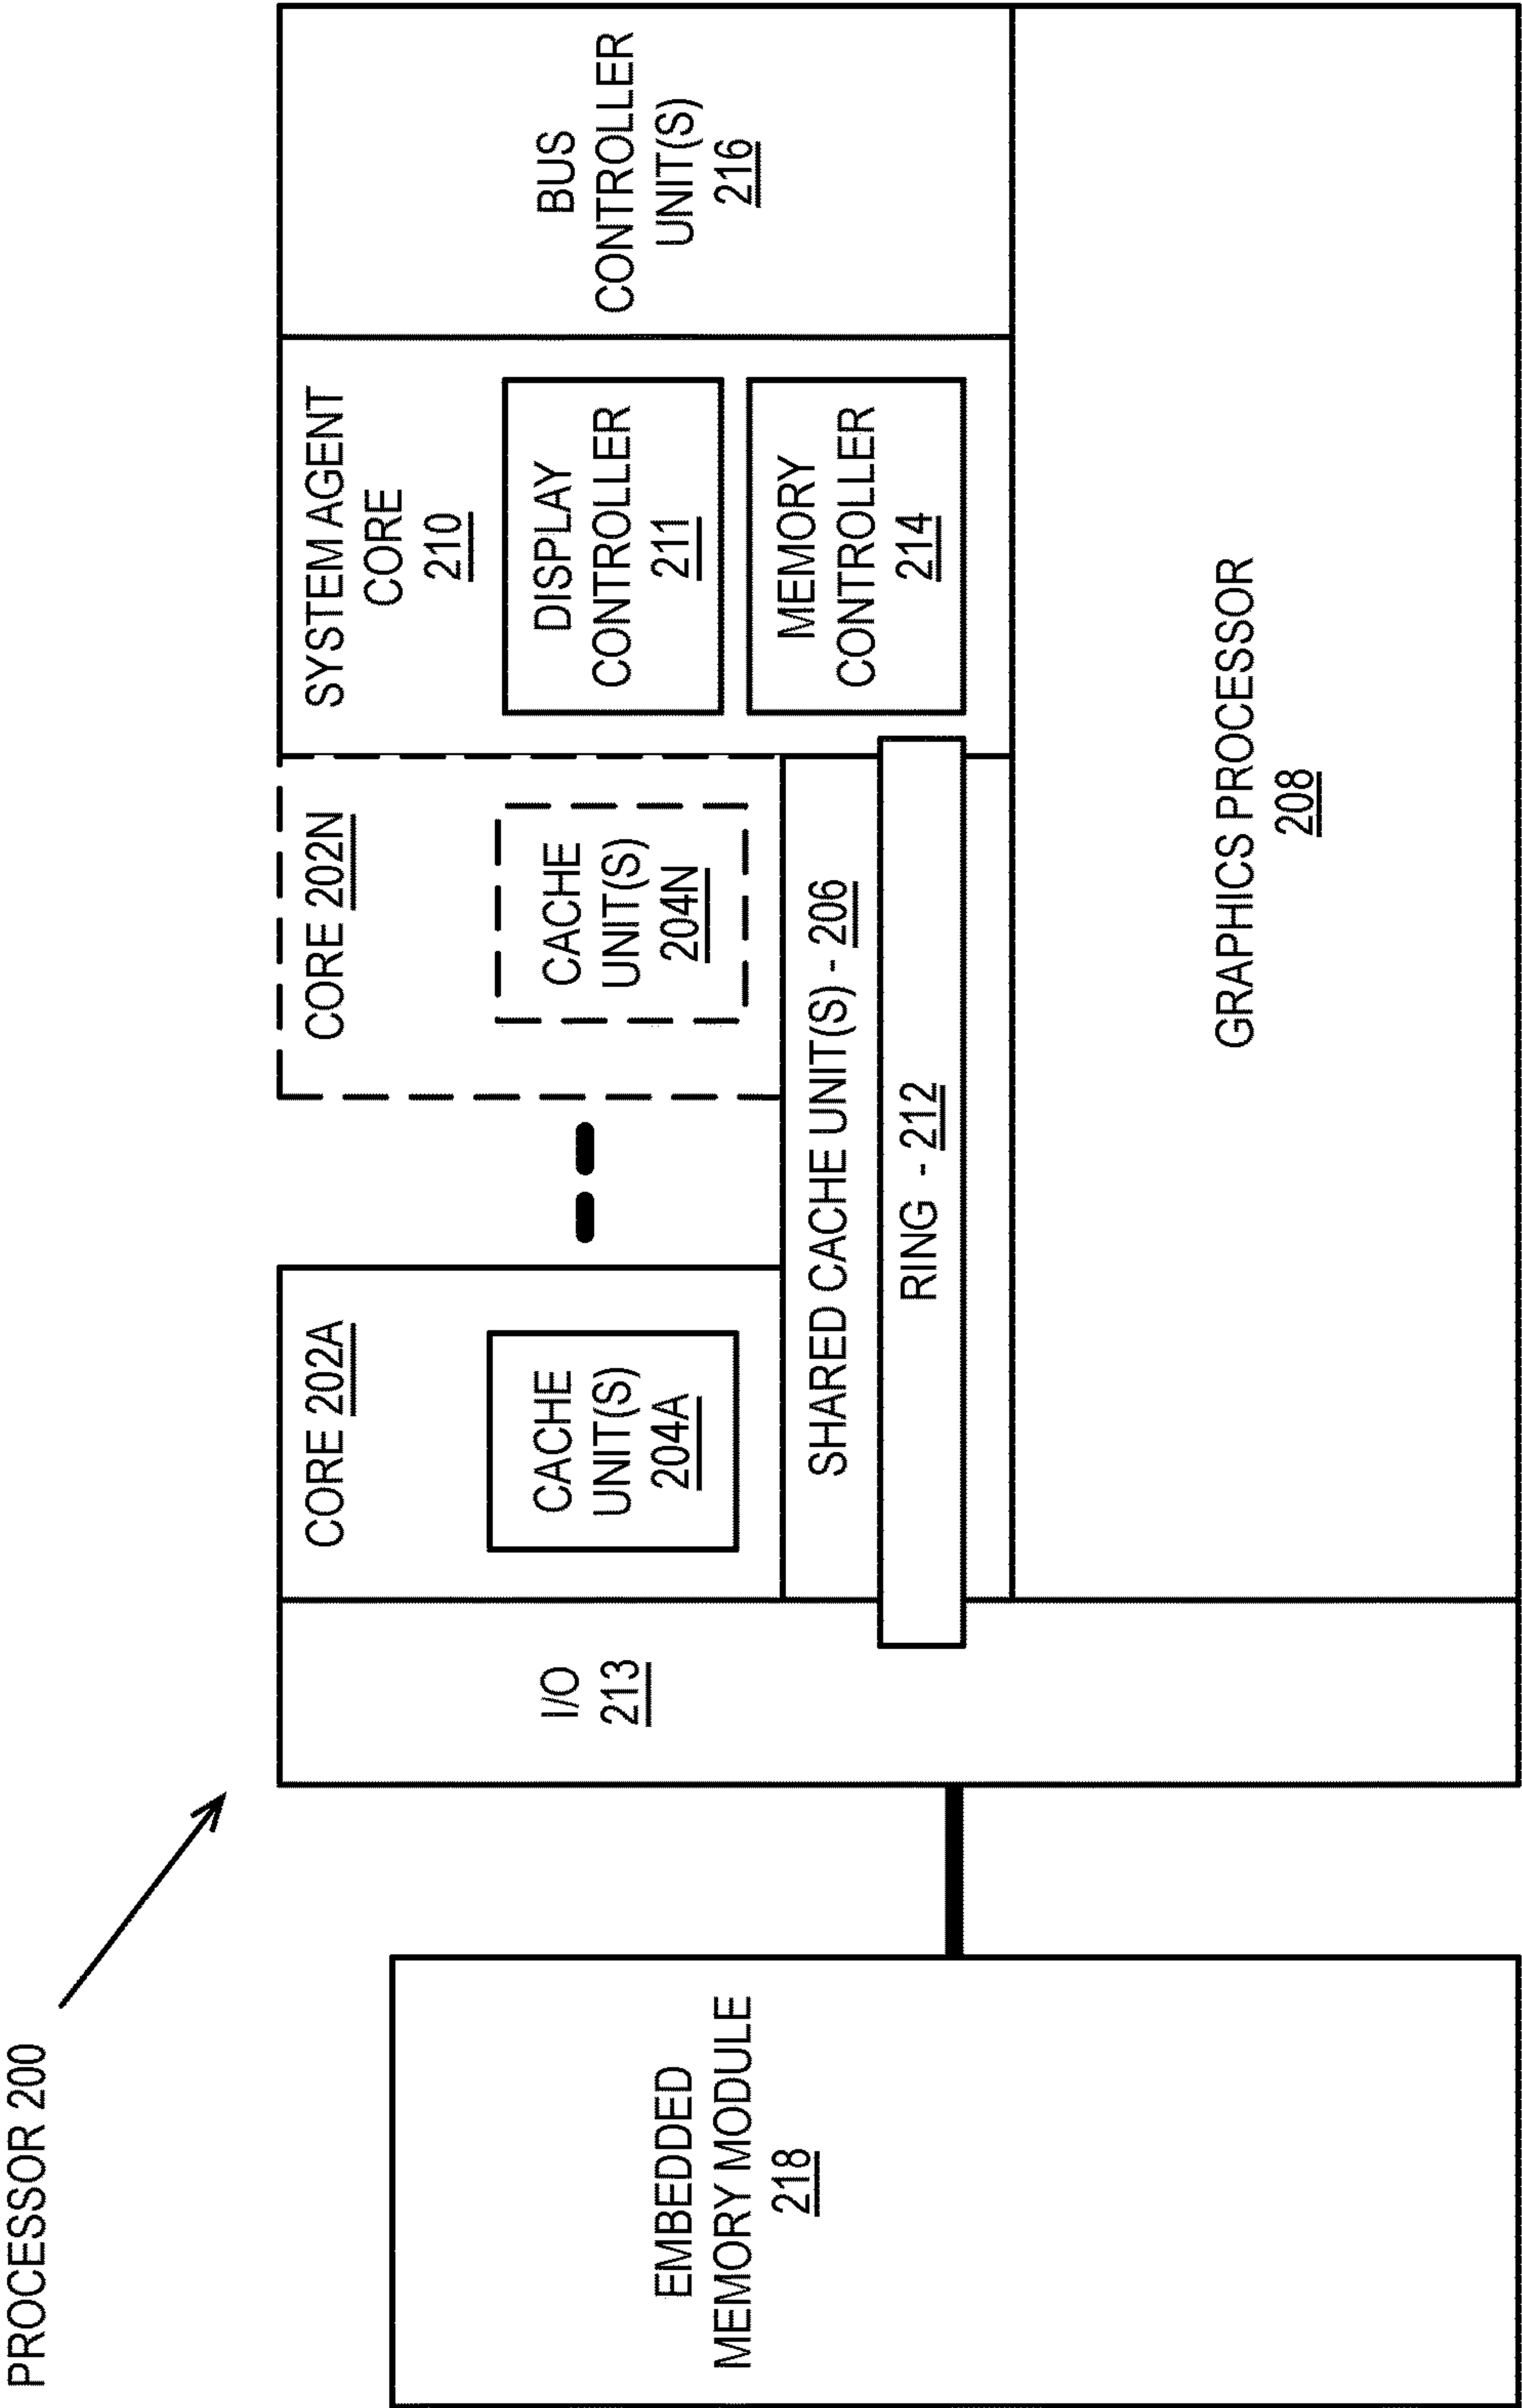 PROCESSOR 200
EMBEDDED
MEMORY MODULE
218
I/O
213
CORE 202A
CACHE
UNIT(S)
204A
CORE 202N
CACHE
UNIT(S)
204N
SHARED CACHE UNIT(S) - 206
RING - 212
SYSTEM AGENT
CORE
210
DISPLAY
CONTROLLER
211
MEMORY
CONTROLLER
214
BUS
CONTROLLER
UNIT(S)
216
GRAPHICS PROCESSOR
208